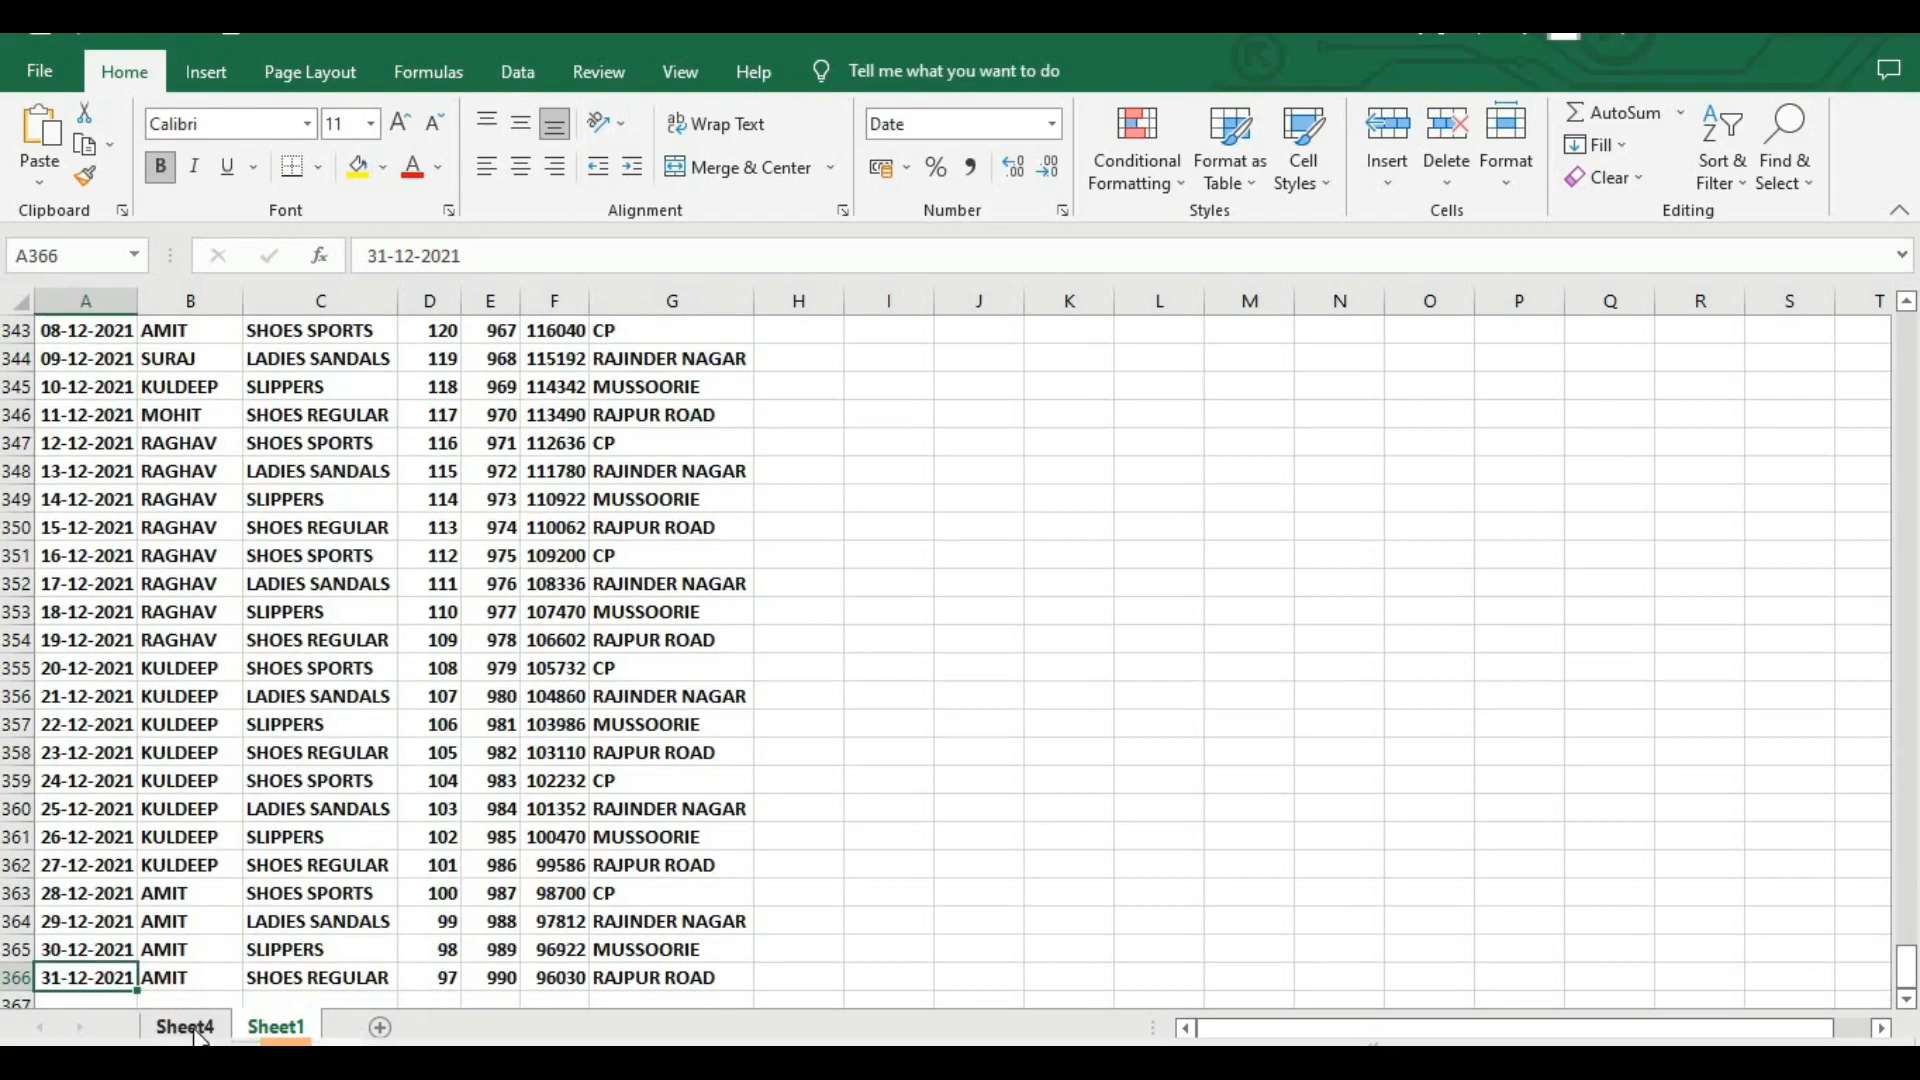 File Home Insert Page Layout Formulas Data Review View Help Tell me what you want to do
Paste Clipboard
Calibri 11 B I U A Font
Wrap Text Merge & Center Alignment
Date % Number
Conditional Formatting Format as Table Cell Styles Styles
Insert Delete Format Cells
AutoSum Fill Clear Sort & Filter Find & Select Editing
A366 fx 31-12-2021
A B C D E F G H I J K L M N O P Q R S T
343 08-12-2021 AMIT SHOES SPORTS 120 967 116040 CP
344 09-12-2021 SURAJ LADIES SANDALS 119 968 115192 RAJINDER NAGAR
345 10-12-2021 KULDEEP SLIPPERS 118 969 114342 MUSSOORIE
346 11-12-2021 MOHIT SHOES REGULAR 117 970 113490 RAJPUR ROAD
347 12-12-2021 RAGHAV SHOES SPORTS 116 971 112636 CP
348 13-12-2021 RAGHAV LADIES SANDALS 115 972 111780 RAJINDER NAGAR
349 14-12-2021 RAGHAV SLIPPERS 114 973 110922 MUSSOORIE
350 15-12-2021 RAGHAV SHOES REGULAR 113 974 110062 RAJPUR ROAD
351 16-12-2021 RAGHAV SHOES SPORTS 112 975 109200 CP
352 17-12-2021 RAGHAV LADIES SANDALS 111 976 108336 RAJINDER NAGAR
353 18-12-2021 RAGHAV SLIPPERS 110 977 107470 MUSSOORIE
354 19-12-2021 RAGHAV SHOES REGULAR 109 978 106602 RAJPUR ROAD
355 20-12-2021 KULDEEP SHOES SPORTS 108 979 105732 CP
356 21-12-2021 KULDEEP LADIES SANDALS 107 980 104860 RAJINDER NAGAR
357 22-12-2021 KULDEEP SLIPPERS 106 981 103986 MUSSOORIE
358 23-12-2021 KULDEEP SHOES REGULAR 105 982 103110 RAJPUR ROAD
359 24-12-2021 KULDEEP SHOES SPORTS 104 983 102232 CP
360 25-12-2021 KULDEEP LADIES SANDALS 103 984 101352 RAJINDER NAGAR
361 26-12-2021 KULDEEP SLIPPERS 102 985 100470 MUSSOORIE
362 27-12-2021 KULDEEP SHOES REGULAR 101 986 99586 RAJPUR ROAD
363 28-12-2021 AMIT SHOES SPORTS 100 987 98700 CP
364 29-12-2021 AMIT LADIES SANDALS 99 988 97812 RAJINDER NAGAR
365 30-12-2021 AMIT SLIPPERS 98 989 96922 MUSSOORIE
366 31-12-2021 AMIT SHOES REGULAR 97 990 96030 RAJPUR ROAD
367
Sheet4 Sheet1